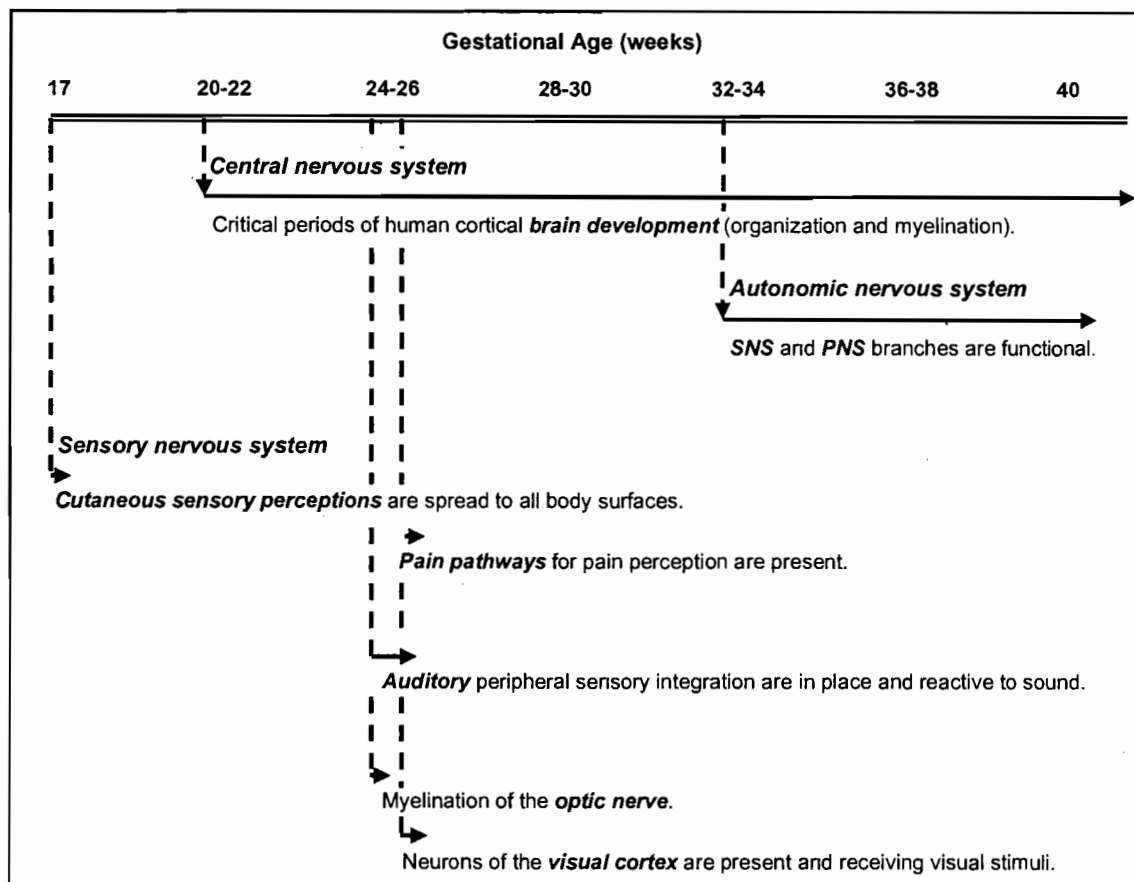 Gestational Age (weeks)
17 20-22 24-26 28-30 32-34 36-38 40
Central nervous system
Critical periods of human cortical brain development (organization and myelination).
Autonomic nervous system
SNS and PNS branches are functional.
Sensory nervous system
Cutaneous sensory perceptions are spread to all body surfaces.
Pain pathways for pain perception are present.
Auditory peripheral sensory integration are in place and reactive to sound.
Myelination of the optic nerve.
Neurons of the visual cortex are present and receiving visual stimuli.